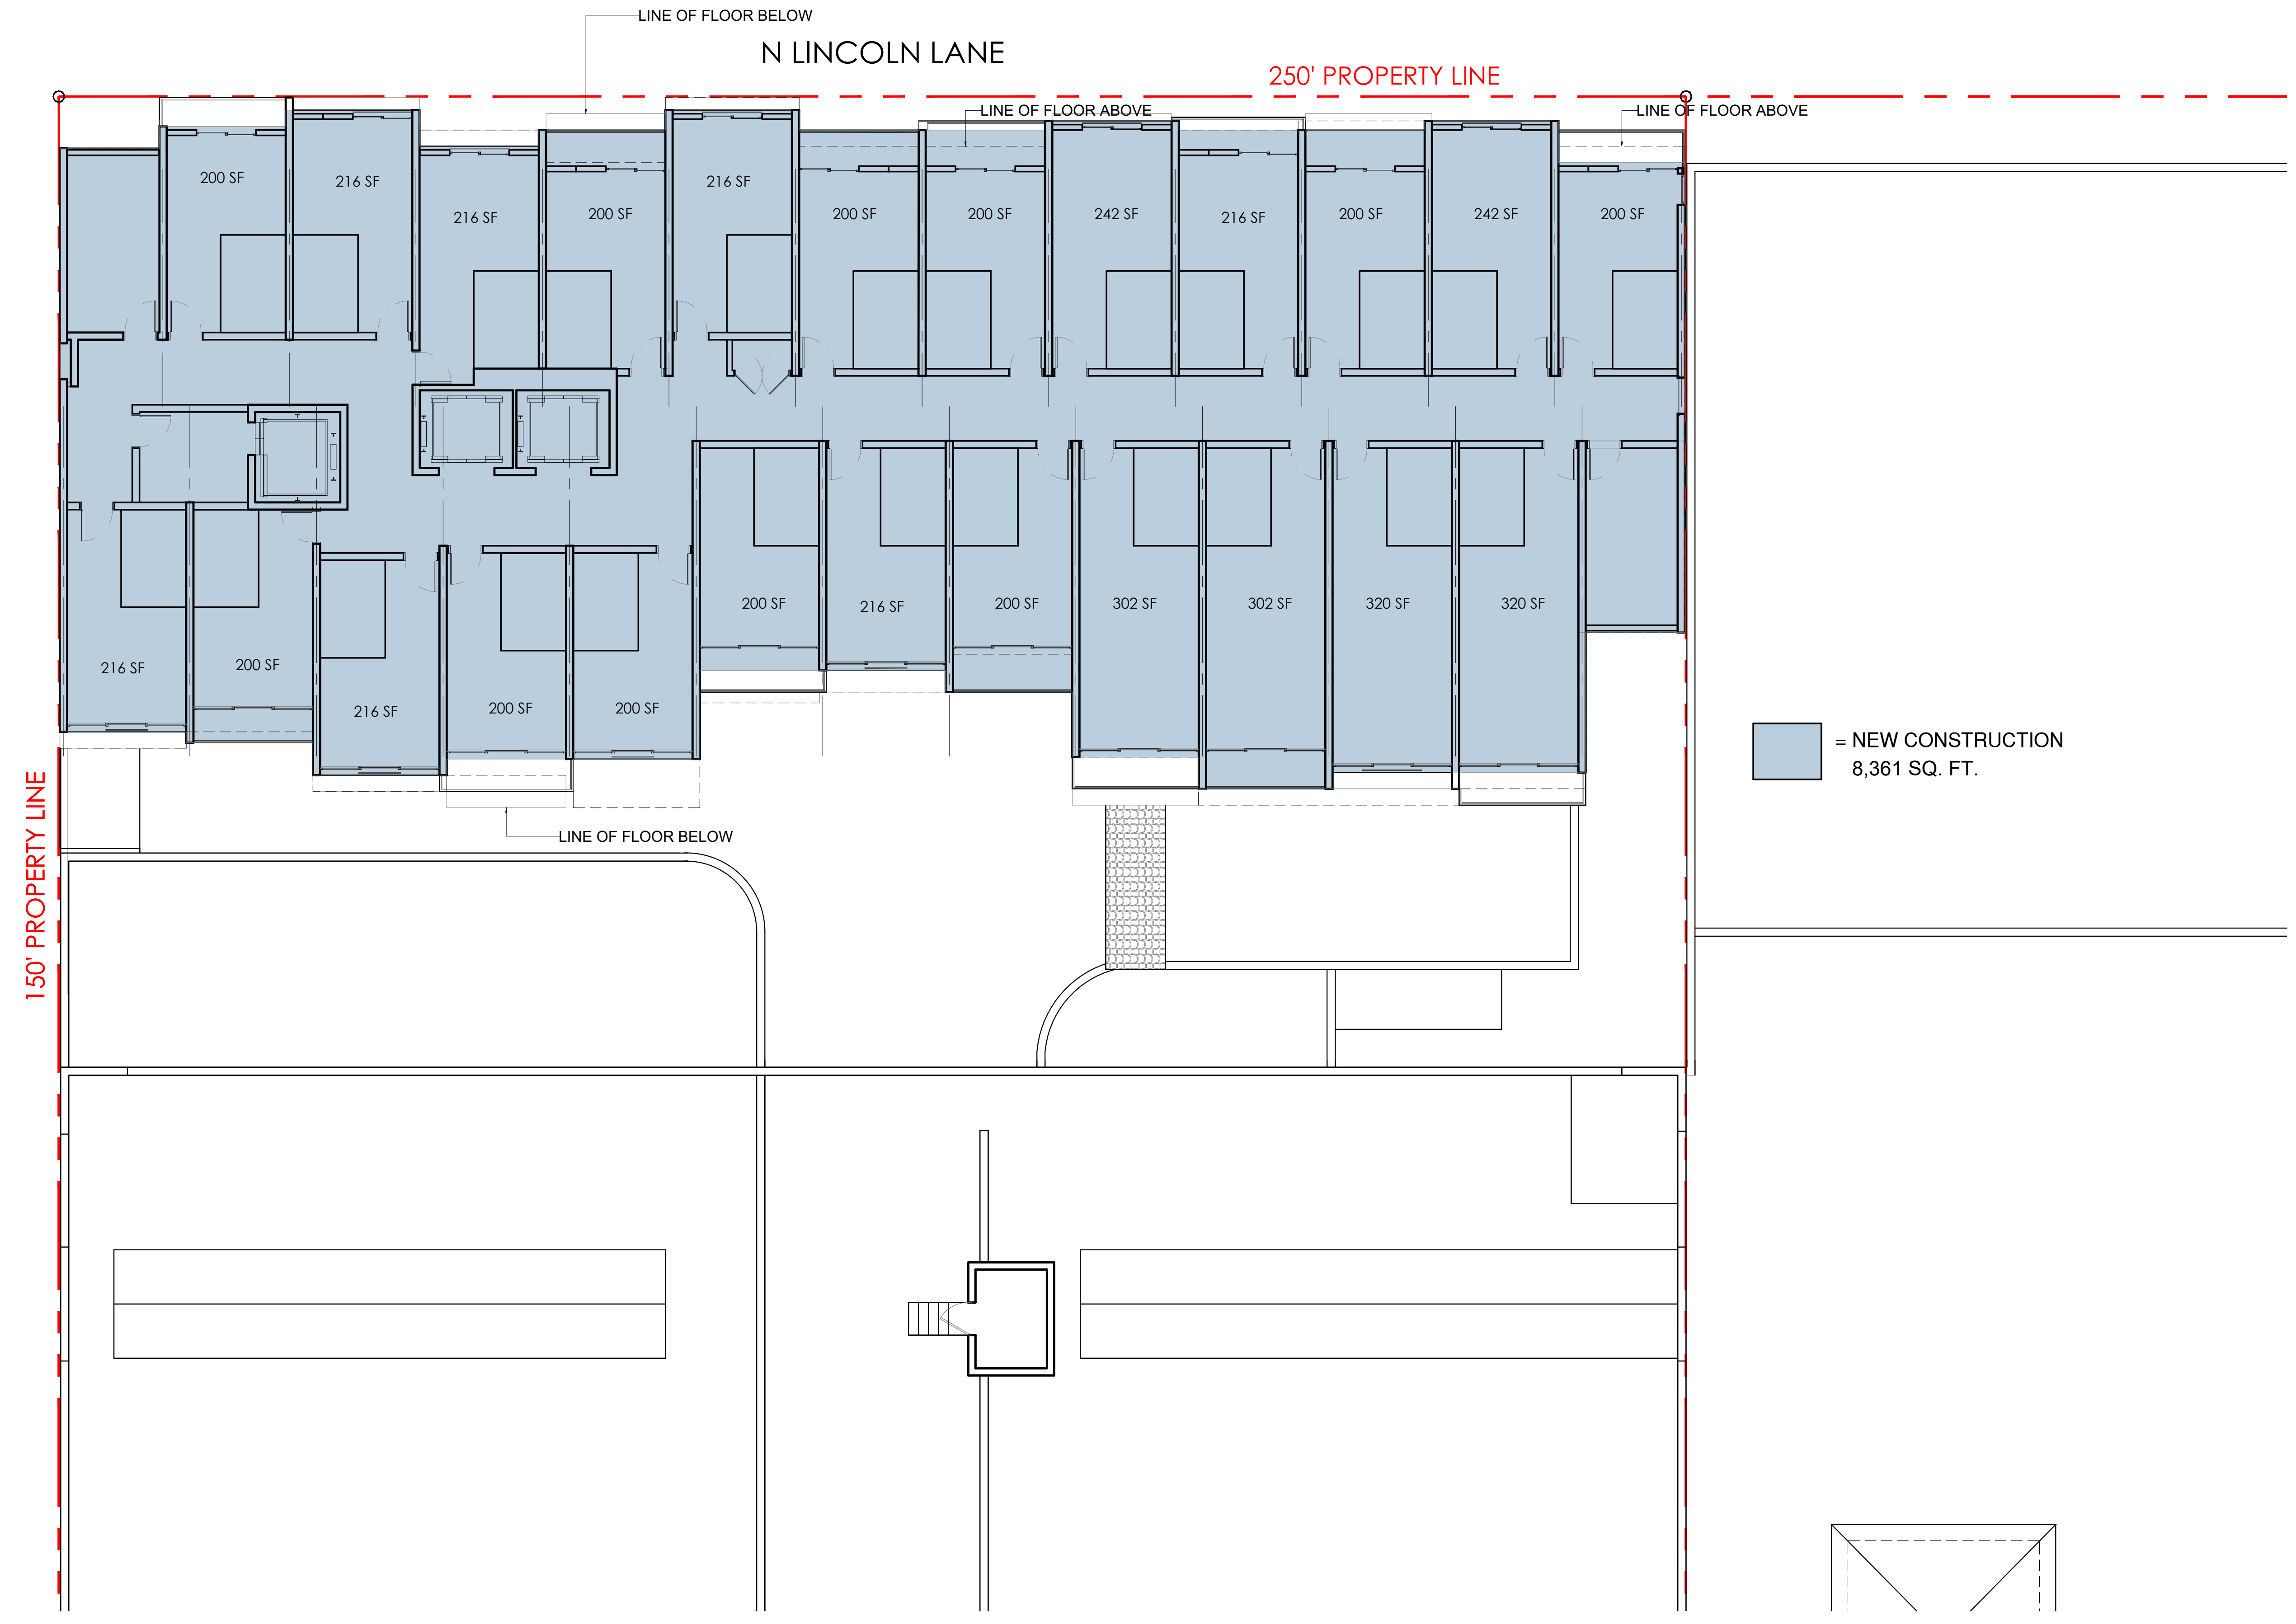 LINE OF FLOOR BELOW
N LINCOLN LANE
250' PROPERTY LINE
LINE OF FLOOR ABOVE
LINE OF FLOOR ABOVE
200 SF
216 SF
216 SF
200 SF
216 SF
200 SF
200 SF
242 SF
216 SF
200 SF
242 SF
200 SF
216 SF
200 SF
216 SF
200 SF
200 SF
200 SF
216 SF
200 SF
302 SF
302 SF
320 SF
320 SF
= NEW CONSTRUCTION
8,361 SQ. FT.
LINE OF FLOOR BELOW
150' PROPERTY LINE